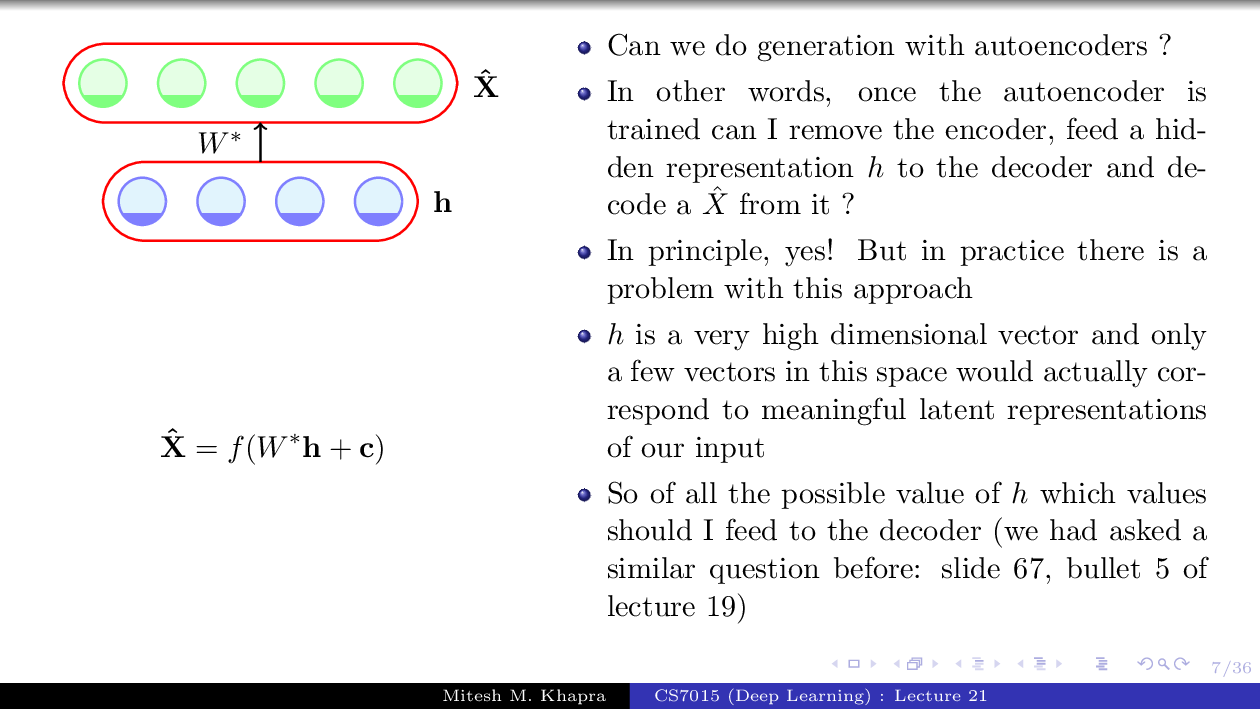 X̂
W*
h
X̂ = f(W*h + c)
Can we do generation with autoencoders ?
In other words, once the autoencoder is
trained can I remove the encoder, feed a hid-
den representation h to the decoder and de-
code a X̂ from it ?
In principle, yes! But in practice there is a
problem with this approach
h is a very high dimensional vector and only
a few vectors in this space would actually cor-
respond to meaningful latent representations
of our input
So of all the possible value of h which values
should I feed to the decoder (we had asked a
similar question before: slide 67, bullet 5 of
lecture 19)
7/36
Mitesh M. Khapra
CS7015 (Deep Learning) : Lecture 21